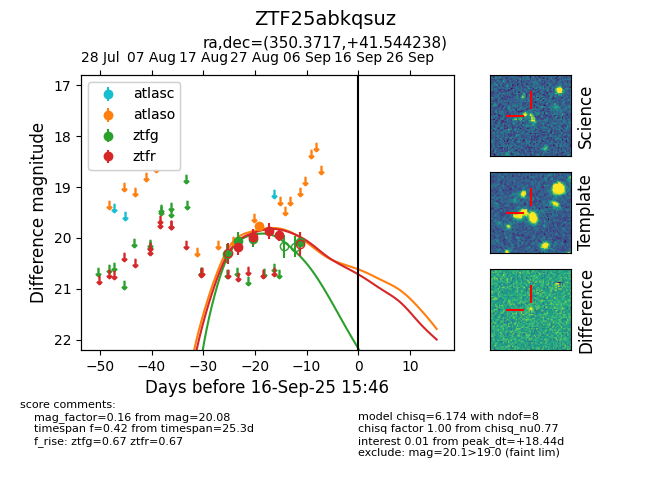 ZTF25abkqsuz
ra,dec=(350.3717,+41.544238)
28 Jul 07 Aug 17 Aug 27 Aug 06 Sep 16 Sep 26 Sep
17
18
19
20
21
22
Difference magnitude
atlasc
atlaso
ztfg
ztfr
−50 −40 −30 −20 −10 0 10
Days before 16-Sep-25 15:46
Science
Template
Difference
score comments:
mag_factor=0.16 from mag=20.08
timespan f=0.42 from timespan=25.3d
f_rise: ztfg=0.67 ztfr=0.67
model chisq=6.174 with ndof=8
chisq factor 1.00 from chisq_nu0.77
interest 0.01 from peak_dt=+18.44d
exclude: mag=20.1>19.0 (faint lim)